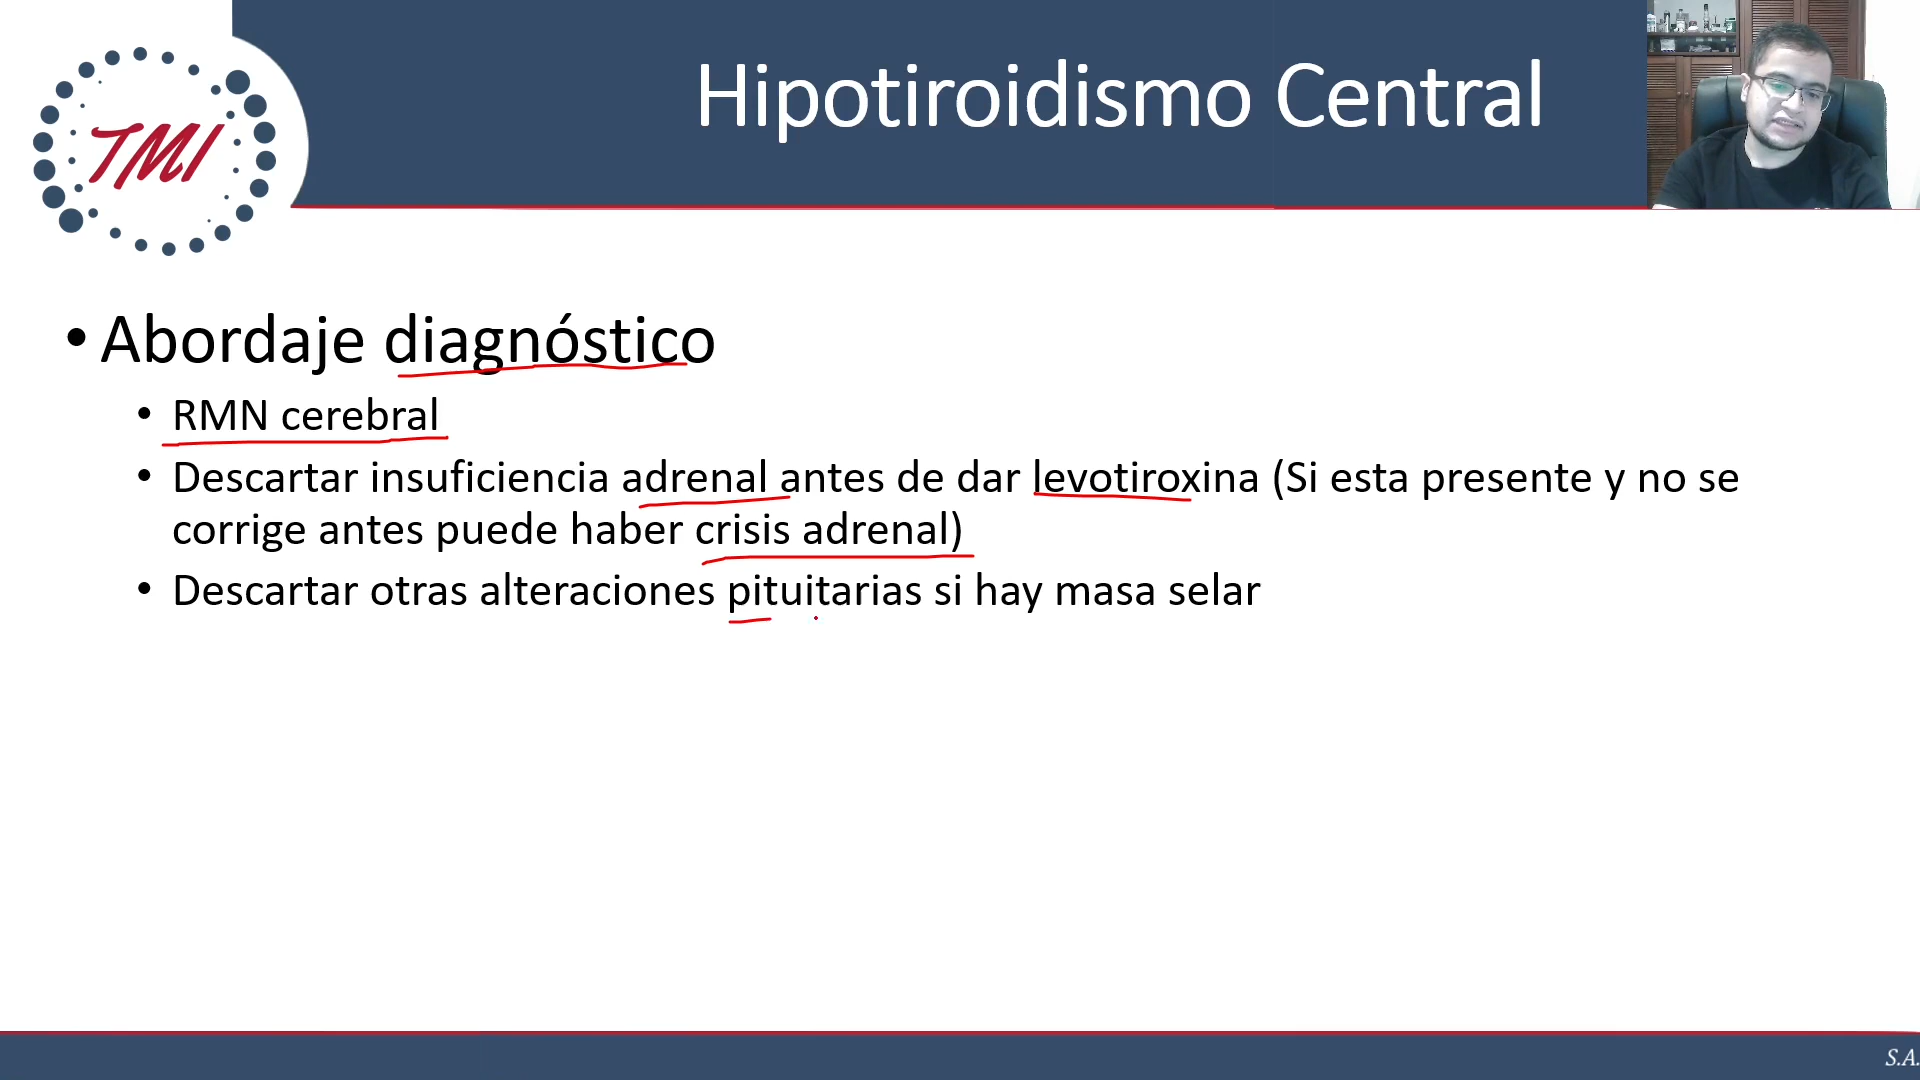 TMI
Hipotiroidismo Central
• Abordaje diagnóstico
• RMN cerebral
• Descartar insuficiencia adrenal antes de dar levotiroxina (Si esta presente y no se
corrige antes puede haber crisis adrenal)
• Descartar otras alteraciones pituitarias si hay masa selar
S.A.